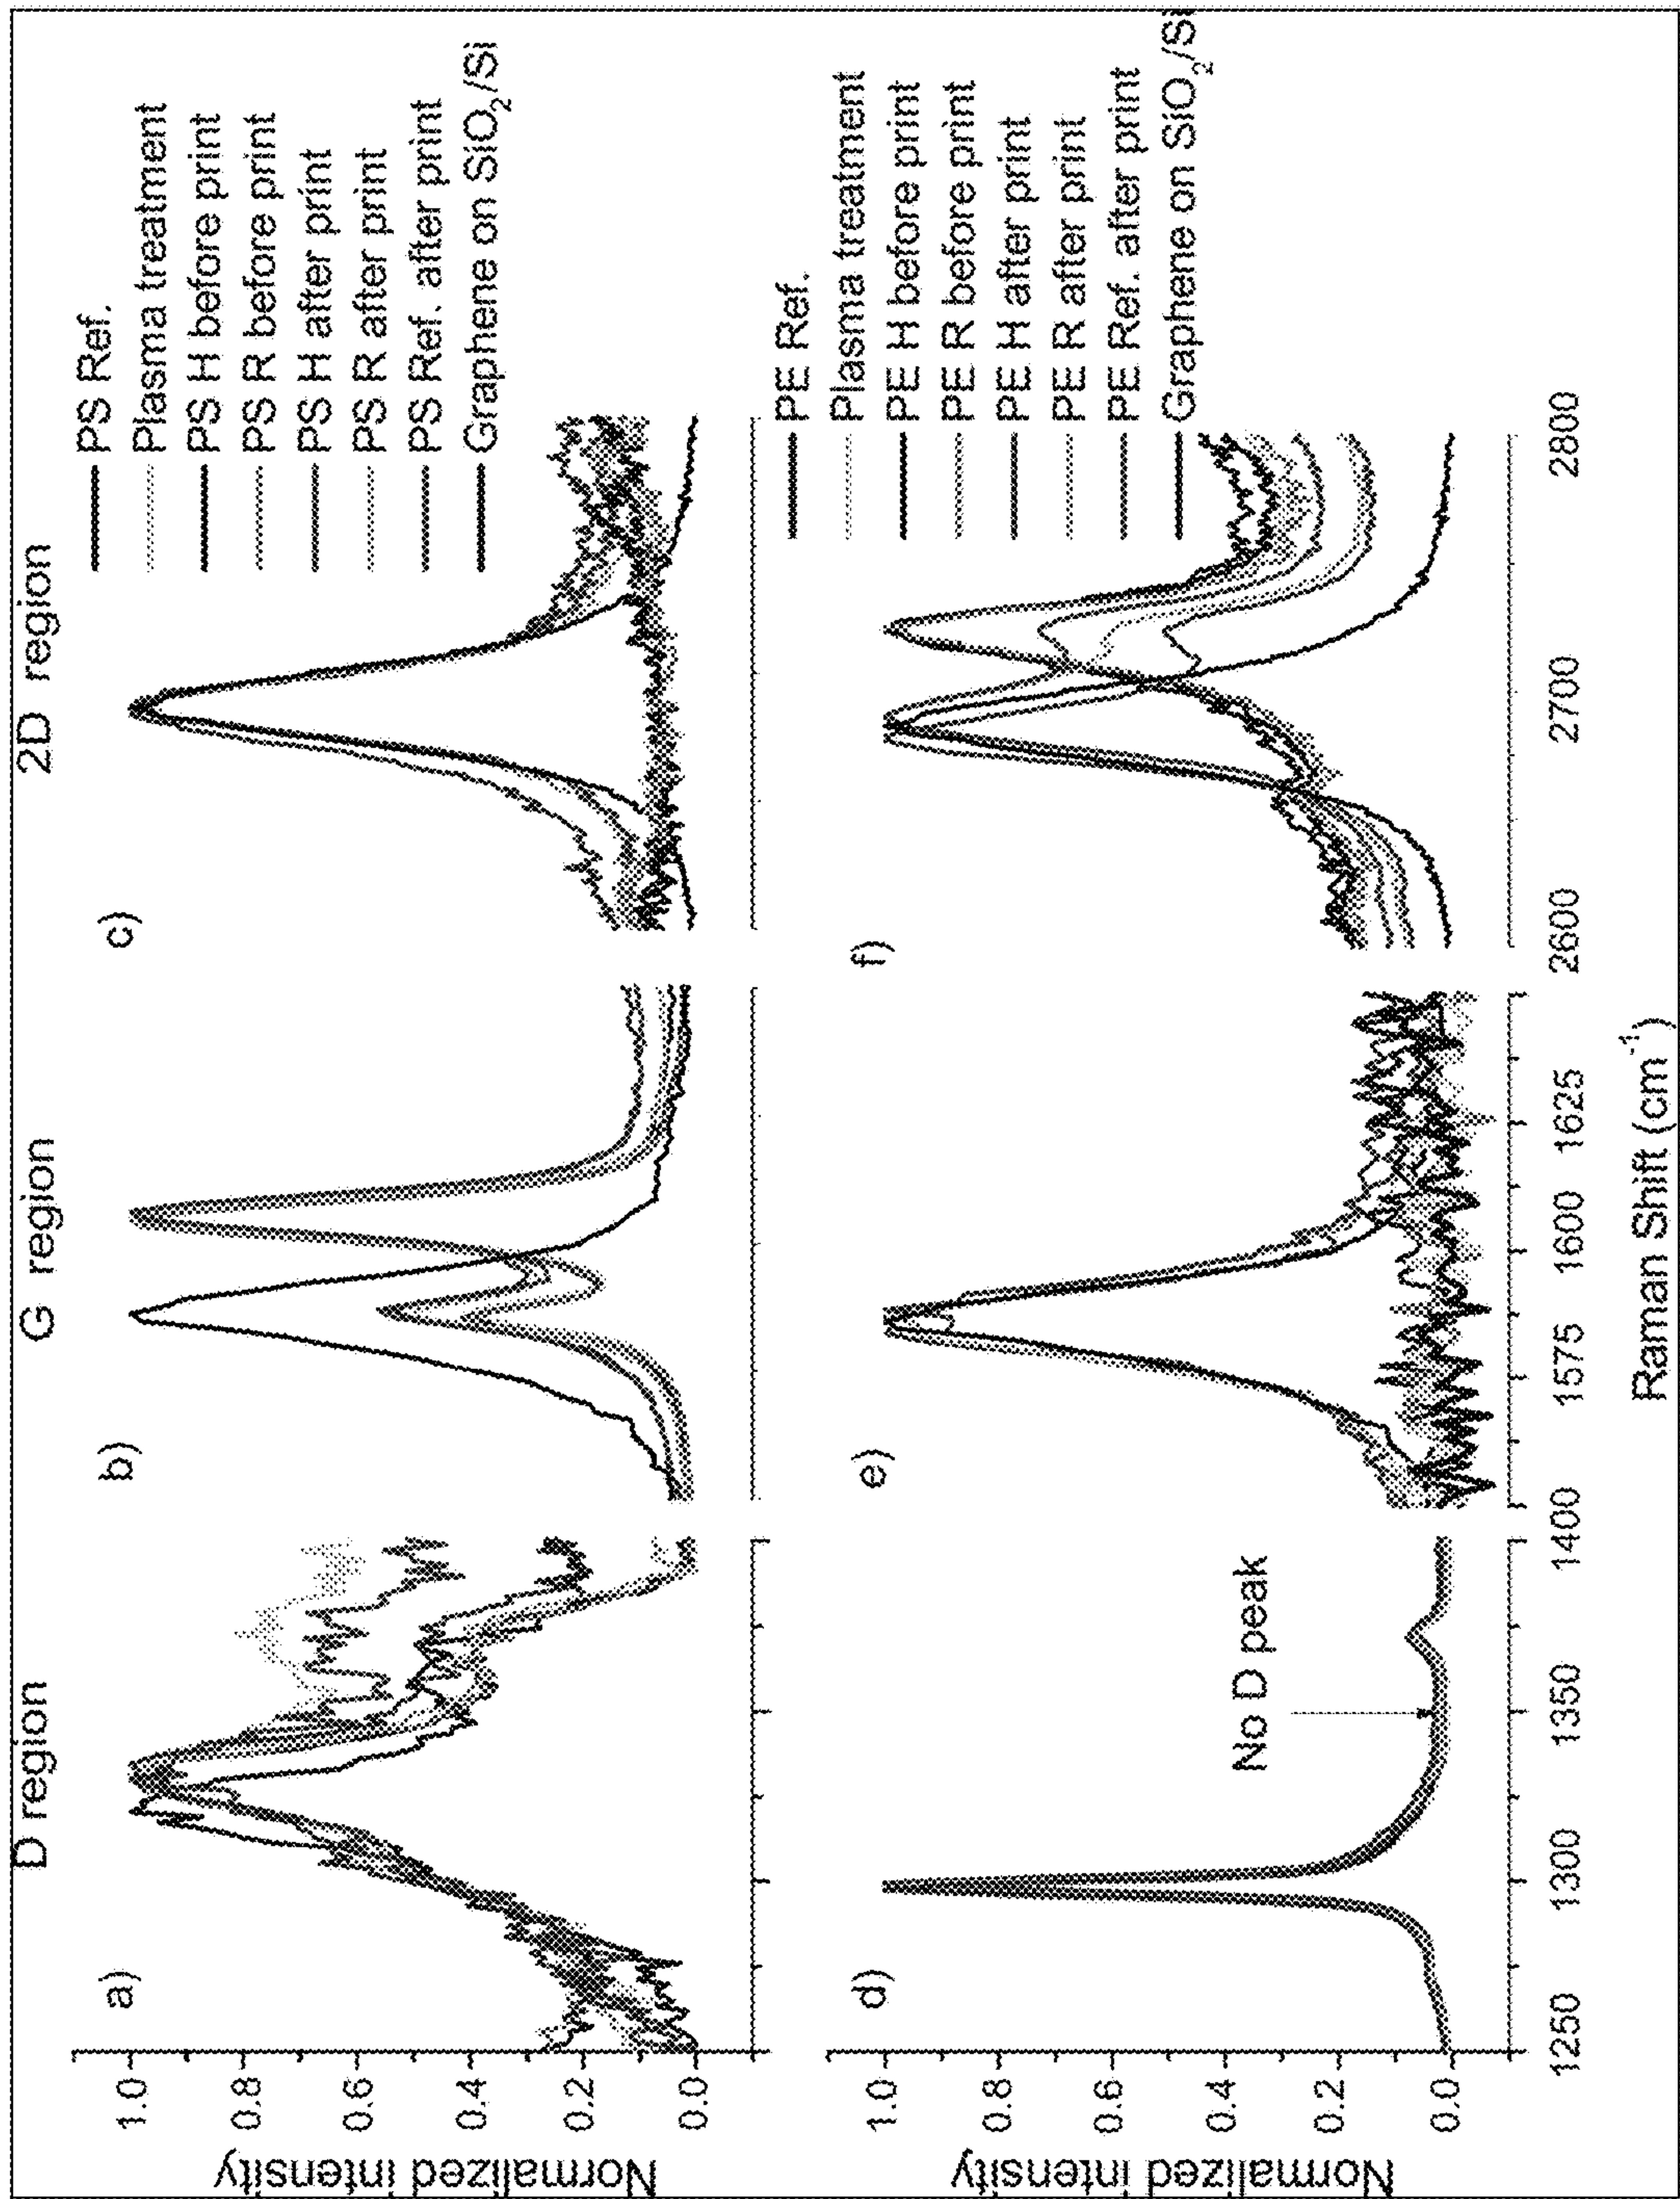 D region
G region
2D region
a)
b)
c)
PS Ref.
Plasma treatment
PS H before print
PS R before print
PS H after print
PS R after print
PS Ref. after print
Graphene on SiO₂/Si
Normalized intensity
1.0
0.8
0.6
0.4
0.2
0.0
d)
e)
f)
No D peak
PE Ref.
Plasma treatment
PE H before print
PE R before print
PE H after print
PE R after print
PE Ref. after print
Graphene on SiO₂/Si
Normalized intensity
1.0
0.8
0.6
0.4
0.2
0.0
1250 1300 1350 1400 1575 1600 1625 2600 2700 2800
Raman Shift (cm⁻¹)